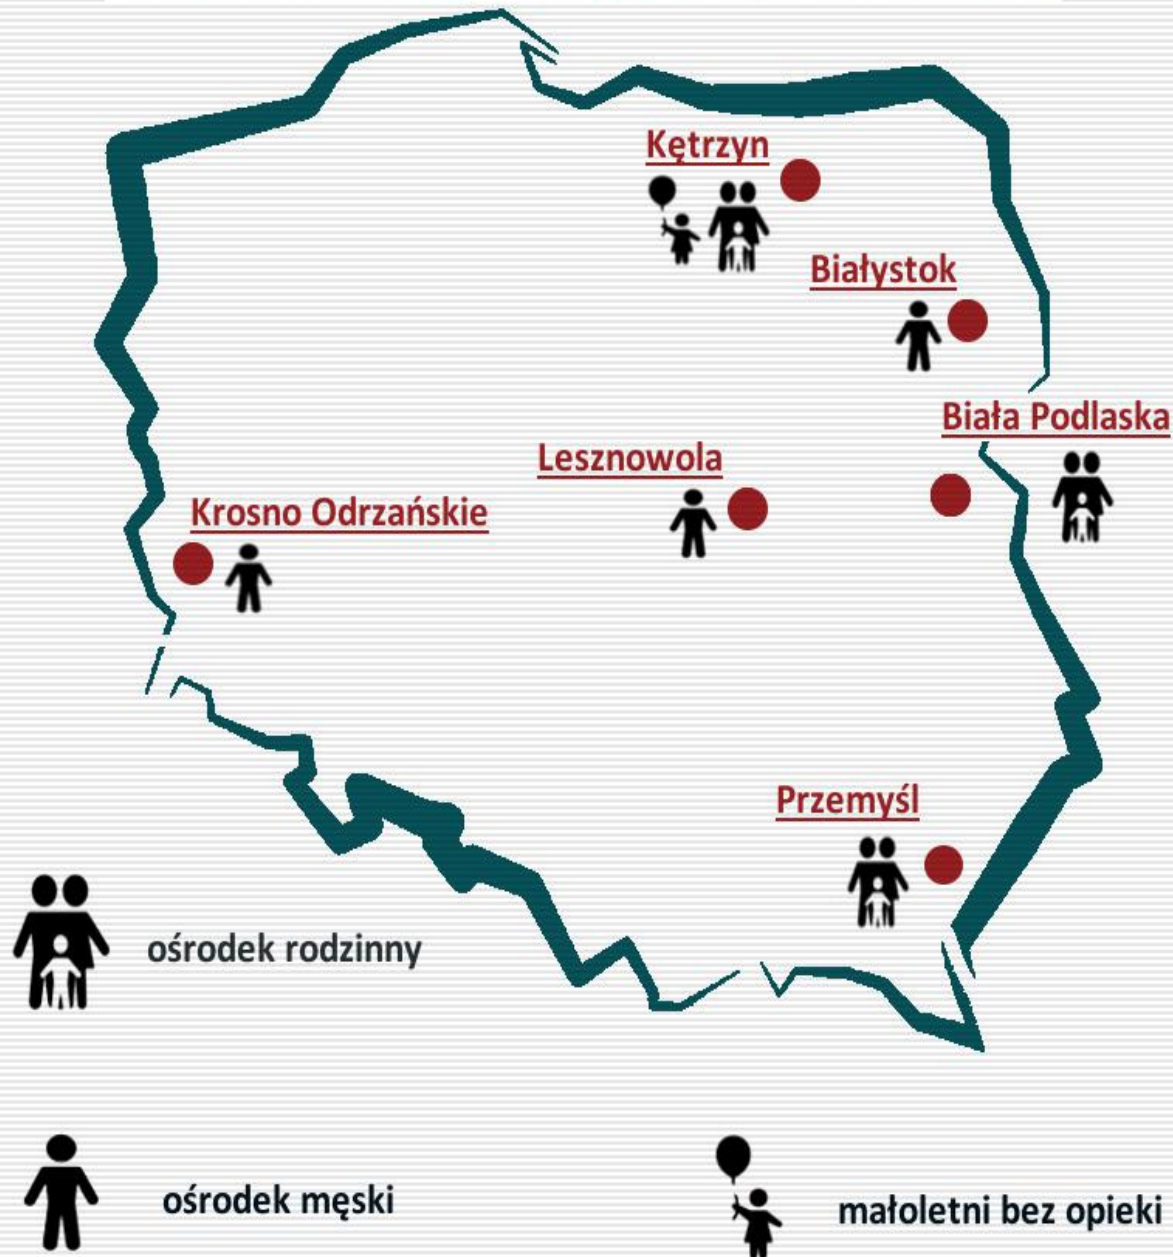 Kętrzyn
Białystok
Biała Podlaska
Lesznowola
Krosno Odrzańskie
Przemyśl
ośrodek rodzinny
ośrodek męski
małoletni bez opieki